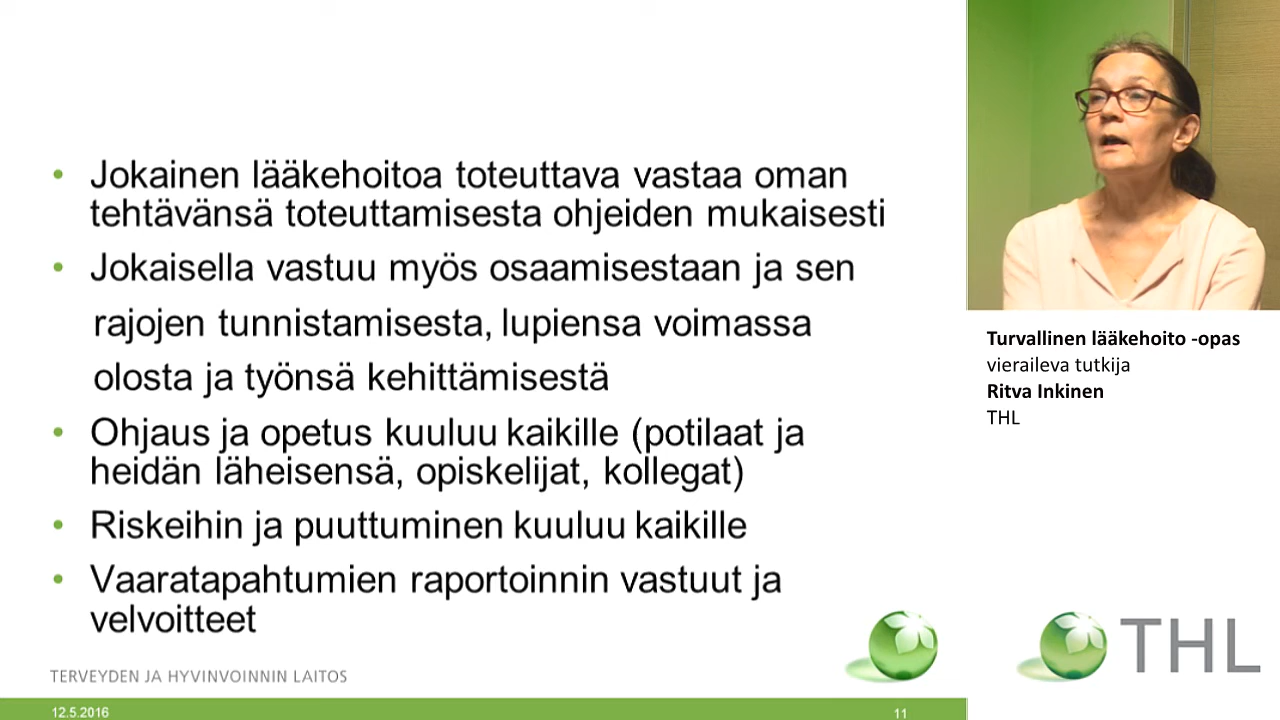 • Jokainen lääkehoitoa toteuttava vastaa oman
tehtävänsä toteuttamisesta ohjeiden mukaisesti
• Jokaisella vastuu myös osaamisestaan ja sen
rajojen tunnistamisesta, lupiensa voimassa
olosta ja työnsä kehittämisestä
• Ohjaus ja opetus kuuluu kaikille (potilaat ja
heidän läheisensä, opiskelijat, kollegat)
• Riskeihin ja puuttuminen kuuluu kaikille
• Vaaratapahtumien raportoinnin vastuut ja
velvoitteet
TERVEYDEN JA HYVINVOINNIN LAITOS
12.5.2016
11
Turvallinen lääkehoito -opas
vieraileva tutkija
Ritva Inkinen
THL
THL